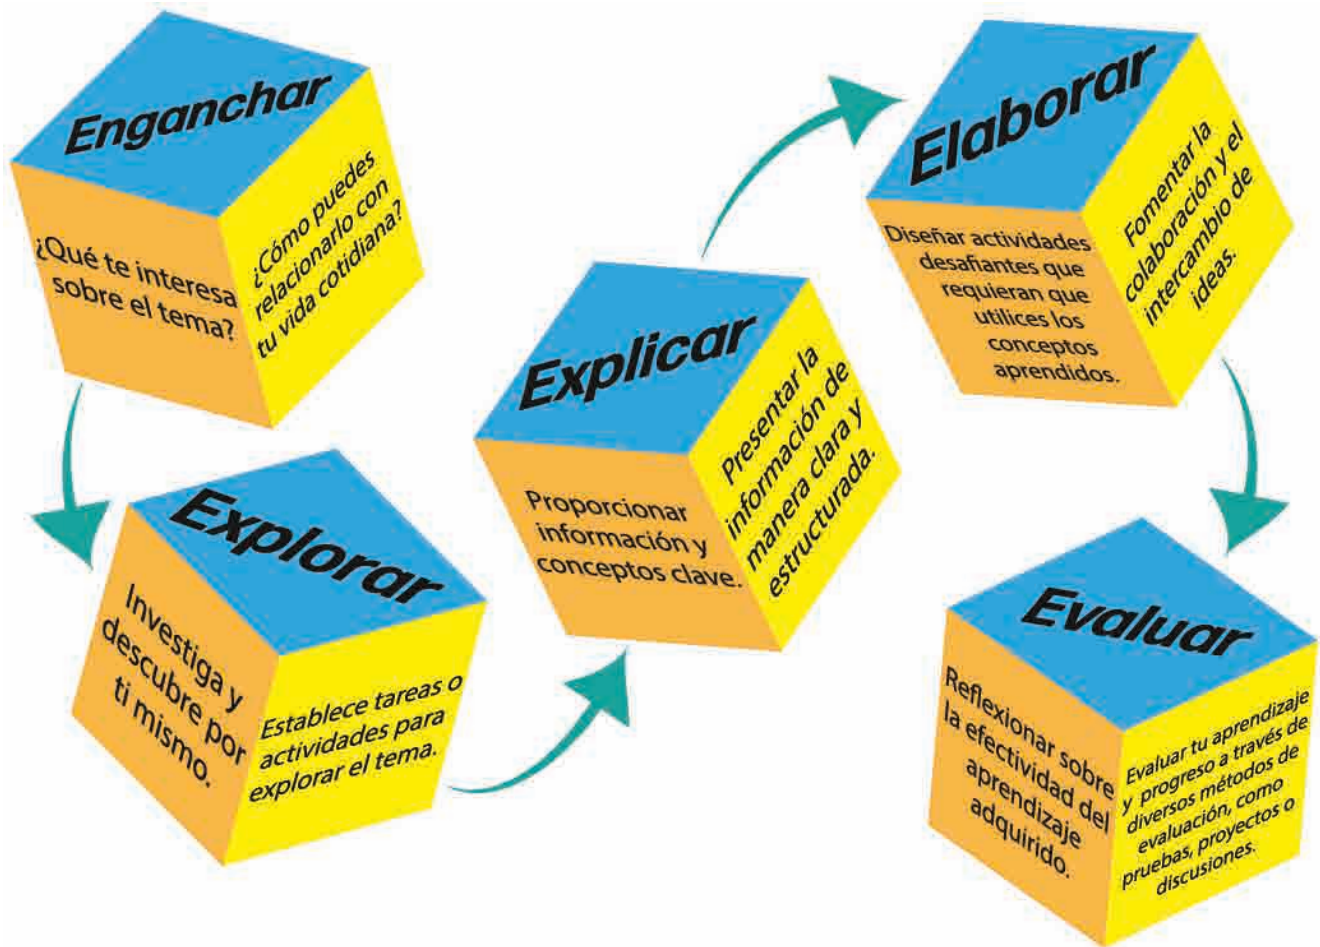 Enganchar
¿Qué te interesa
sobre el tema?
¿Cómo puedes
relacionarlo con
tu vida cotidiana?
Explorar
Investiga y
descubre por
ti mismo.
Establece tareas o
actividades para
explorar el tema.
Explicar
Proporcionar
información y
conceptos clave.
Presentar la
información de
manera clara y
estructurada.
Elaborar
Diseñar actividades
desafiantes que
requieran que
utilices los
conceptos
aprendidos.
Fomentar la
colaboración y el
intercambio de
ideas.
Evaluar
Reflexionar sobre
la efectividad del
aprendizaje
adquirido.
Evaluar tu aprendizaje
y progreso a través de
diversos métodos de
evaluación, como
pruebas, proyectos o
discusiones.